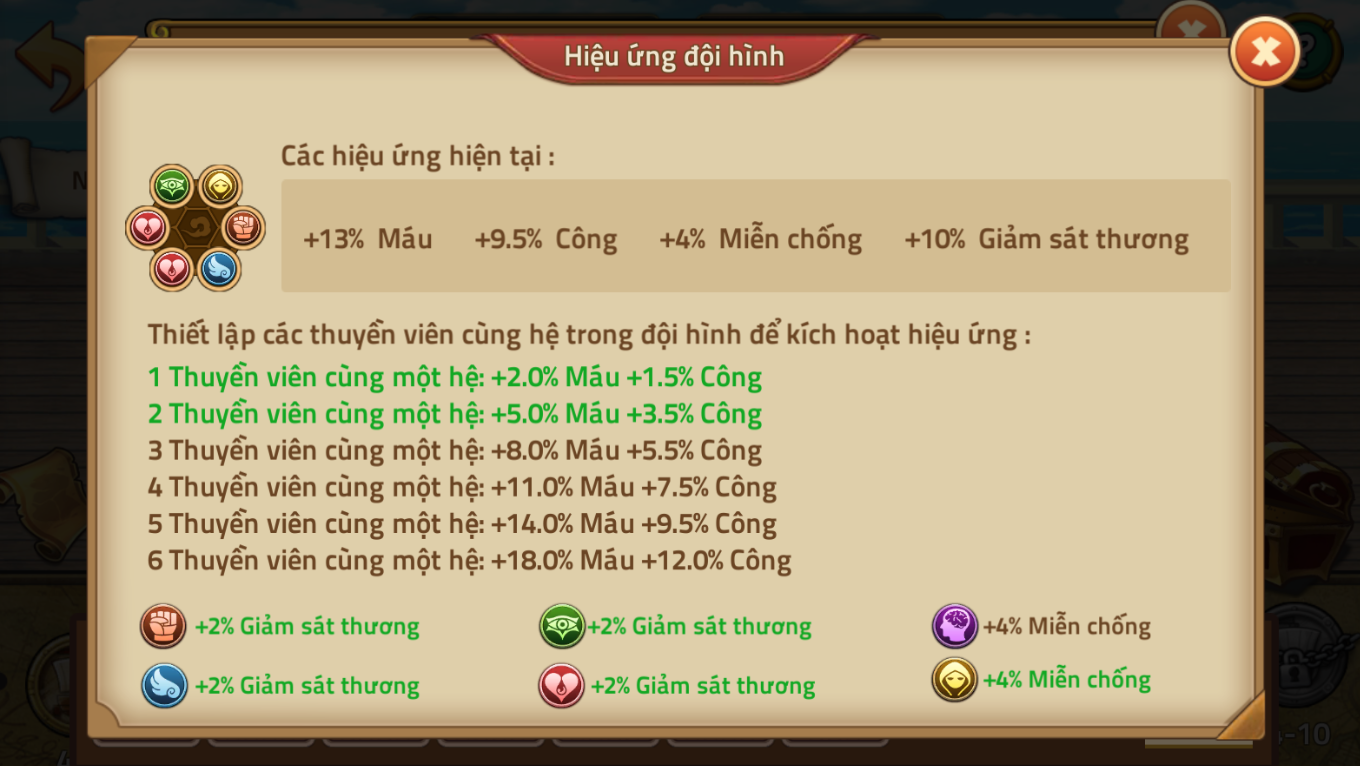 Hiệu ứng đội hình
Các hiệu ứng hiện tại :
+13% Máu +9.5% Công +4% Miễn chống +10% Giảm sát thương
Thiết lập các thuyền viên cùng hệ trong đội hình để kích hoạt hiệu ứng :
1 Thuyền viên cùng một hệ: +2.0% Máu +1.5% Công
2 Thuyền viên cùng một hệ: +5.0% Máu +3.5% Công
3 Thuyền viên cùng một hệ: +8.0% Máu +5.5% Công
4 Thuyền viên cùng một hệ: +11.0% Máu +7.5% Công
5 Thuyền viên cùng một hệ: +14.0% Máu +9.5% Công
6 Thuyền viên cùng một hệ: +18.0% Máu +12.0% Công
+2% Giảm sát thương +2% Giảm sát thương +4% Miễn chống
+2% Giảm sát thương +2% Giảm sát thương +4% Miễn chống